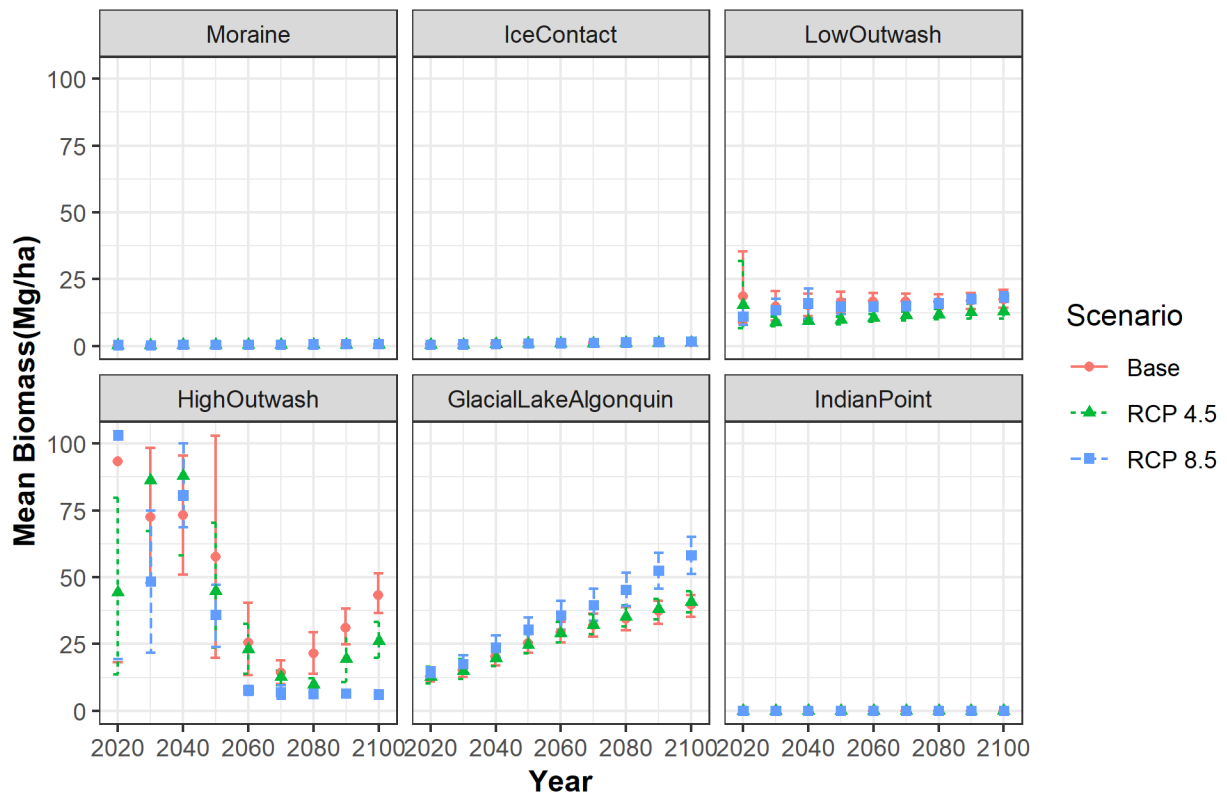 Moraine
IceContact
LowOutwash
100
75
50
25
0
HighOutwash
GlacialLakeAlgonquin
IndianPoint
100
75
50
25
0
2020 2040 2060 2080 2100
2020 2040 2060 2080 2100
2020 2040 2060 2080 2100
Year
Mean Biomass(Mg/ha)
Scenario
Base
RCP 4.5
RCP 8.5